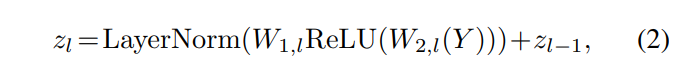 z_l = LayerNorm(W_{1,l}ReLU(W_{2,l}(Y))) + z_{l−1}, (2)